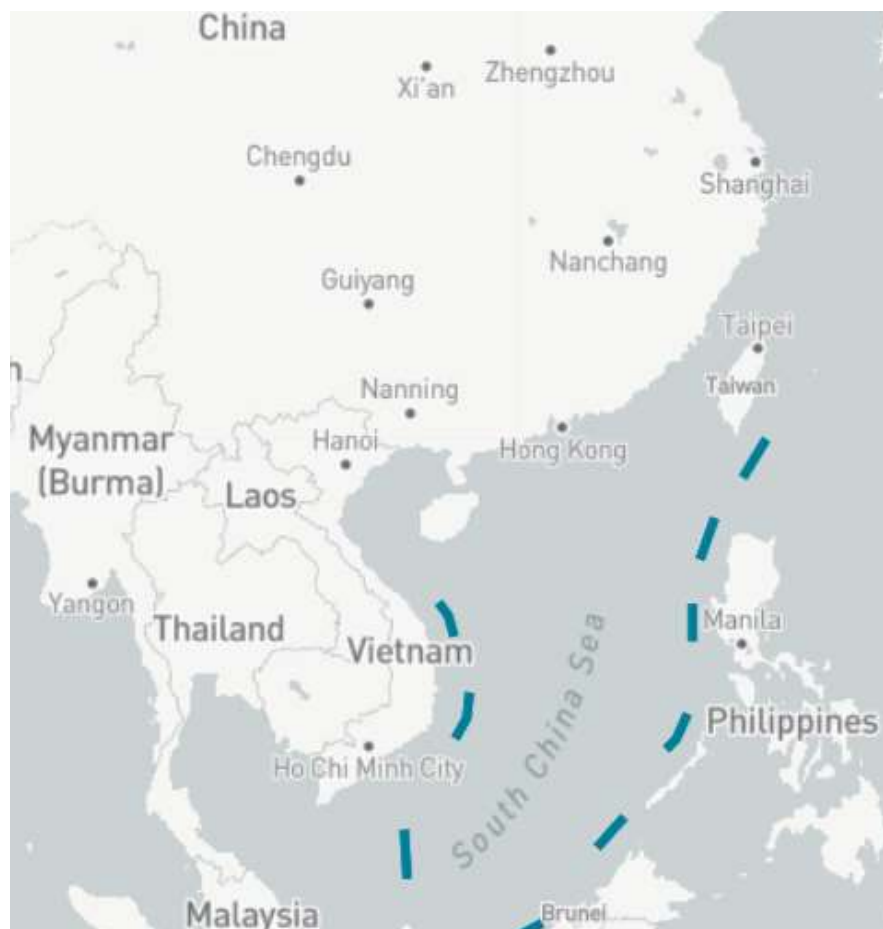 China
Xi'an
Zhengzhou
Chengdu
Shanghai
Nanchang
Guiyang
Taipei
Taiwan
Nanning
Hanoi
Hong Kong
Myanmar
(Burma)
Laos
Yangon
Thailand
Vietnam
Manila
South China Sea
Philippines
Ho Chi Minh City
Malaysia
Brunei